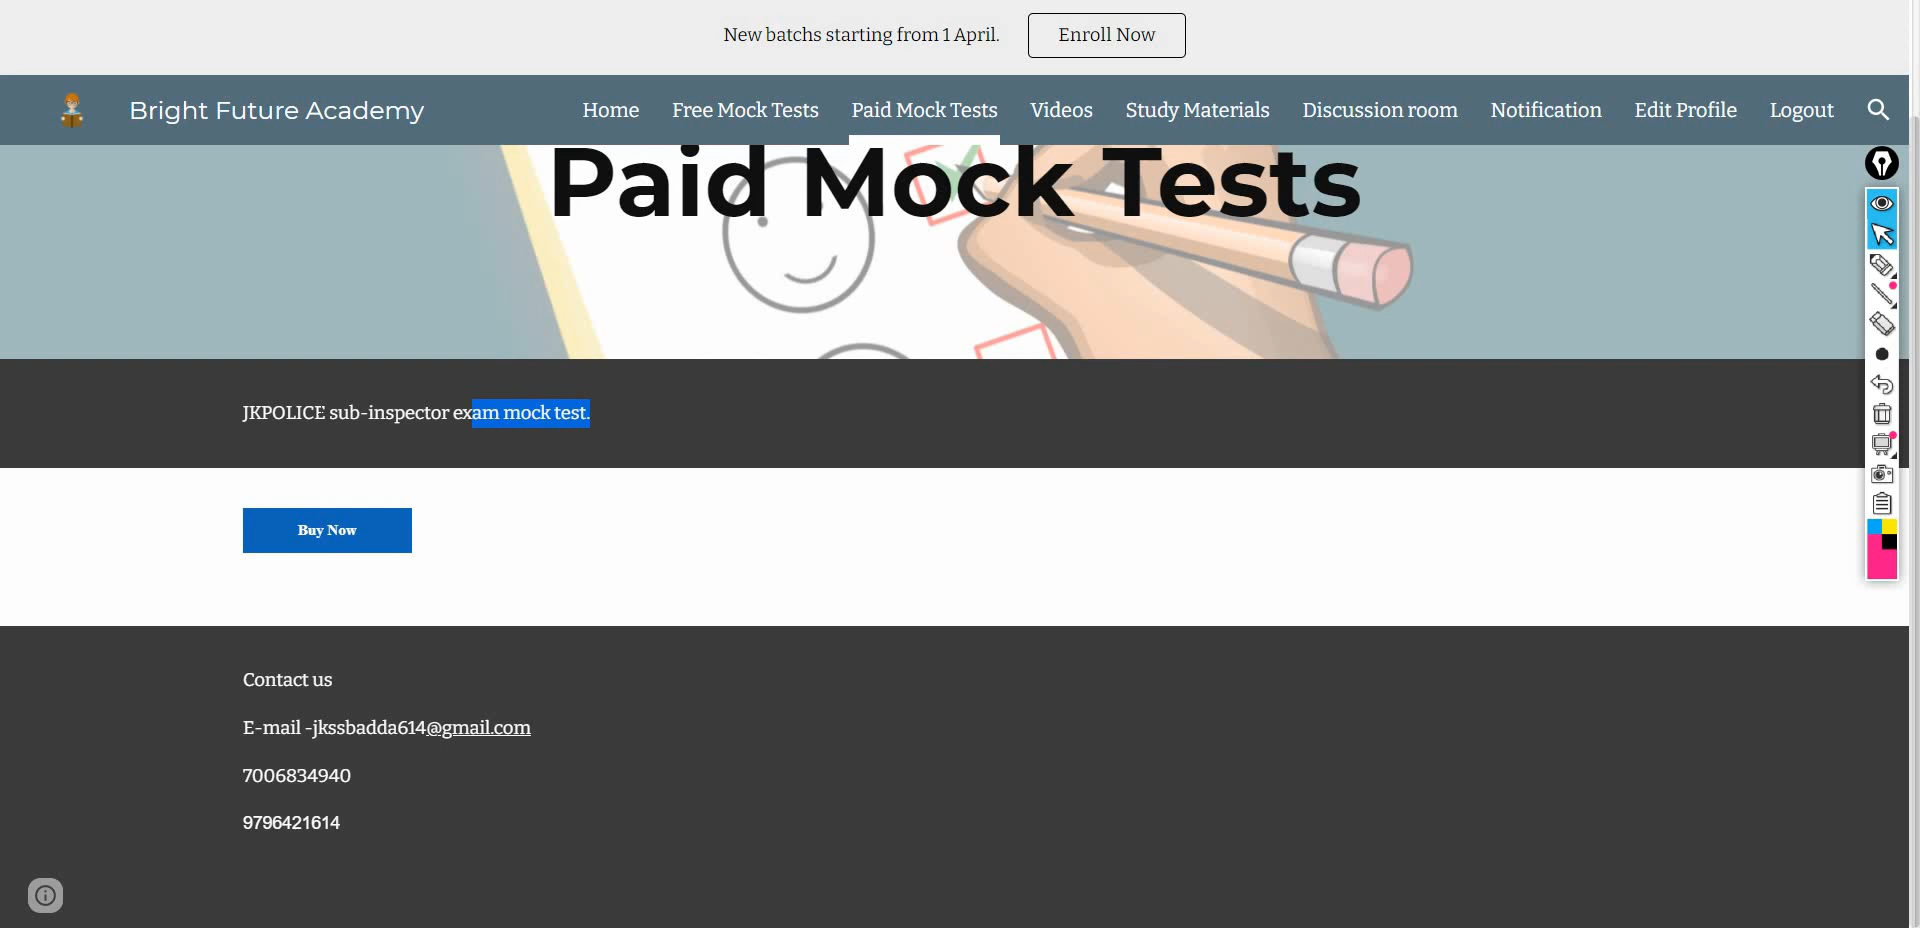 New batchs starting from 1 April.
Enroll Now
Bright Future Academy
Home
Free Mock Tests
Paid Mock Tests
Videos
Study Materials
Discussion room
Notification
Edit Profile
Logout
Paid Mock Tests
JKPOLICE sub-inspector exam mock test.
Buy Now
Contact us
E-mail -jkssbadda614@gmail.com
7006834940
9796421614